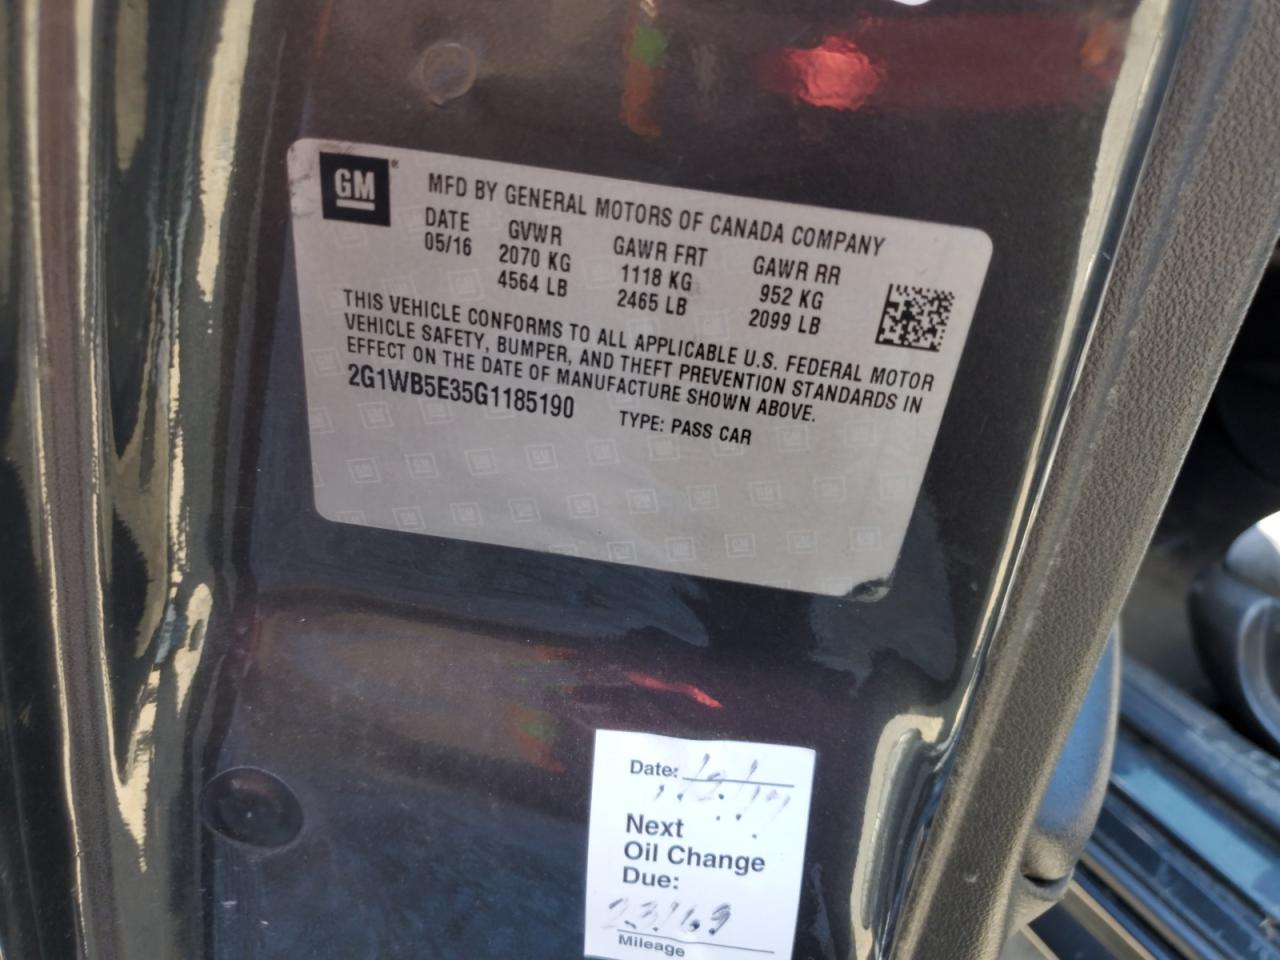 GM
MFD BY GENERAL MOTORS OF CANADA COMPANY
DATE GVWR GAWR FRT GAWR RR
05/16 2070 KG 1118 KG 952 KG
4564 LB 2465 LB 2099 LB
THIS VEHICLE CONFORMS TO ALL APPLICABLE U.S. FEDERAL MOTOR
VEHICLE SAFETY, BUMPER, AND THEFT PREVENTION STANDARDS IN
EFFECT ON THE DATE OF MANUFACTURE SHOWN ABOVE.
2G1WB5E35G1185190 TYPE: PASS CAR
Date:
Next
Oil Change
Due:
Mileage